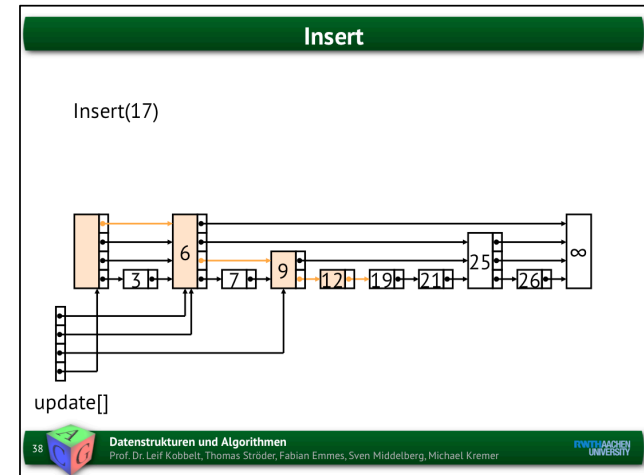 Insert
Insert(17)
6
9
25
∞
3
7
12
19
21
26
update[]
38
A
C
G
Datenstrukturen und Algorithmen
Prof. Dr. Leif Kobbelt, Thomas Ströder, Fabian Emmes, Sven Middelberg, Michael Kremer
RWTHAACHEN
UNIVERSITY